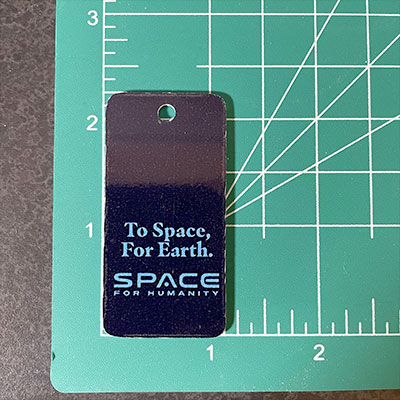 3
2
To Space,
For Earth.
1
SPACE
FOR HUMANITY
1
2